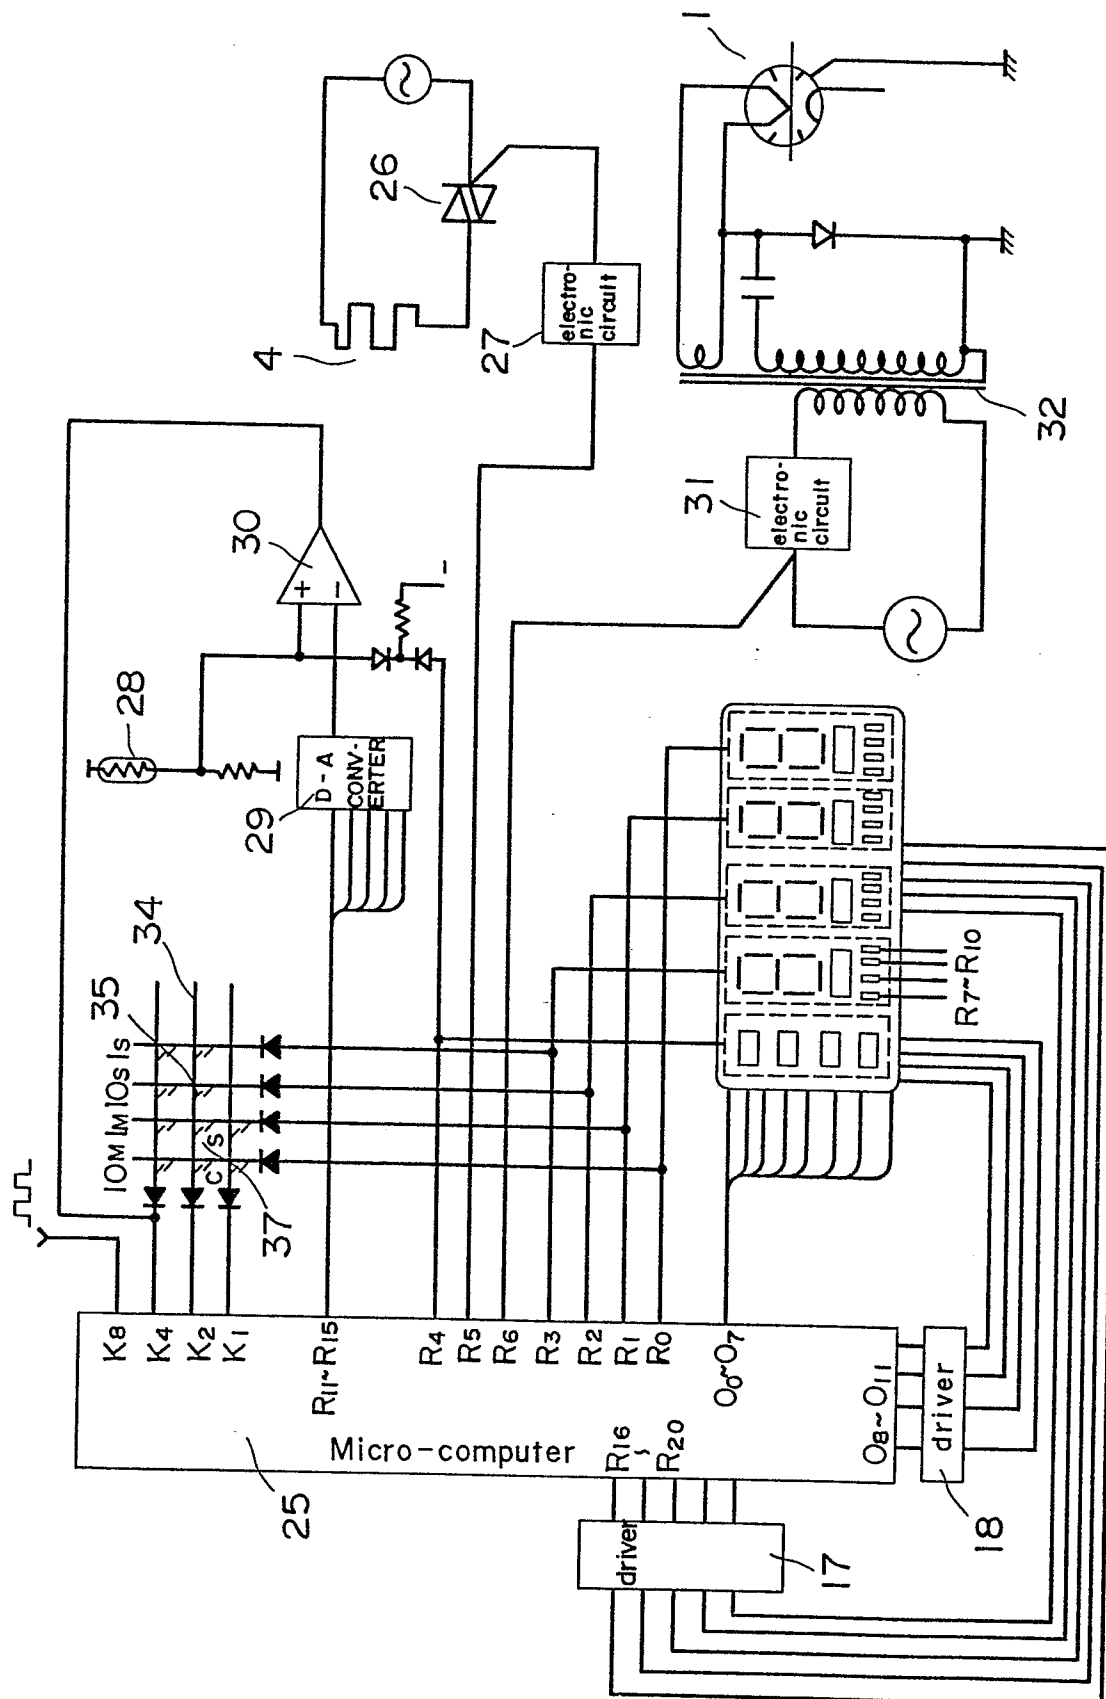 1
26
4
27
electro-
nic
circuit
32
31
electro-
nic
circuit
30
+
−
−
28
29
D-A
CONV-
ERTER
34
35
10M 1M 10S 1S
C S
37
K8
K4
K2
K1
R11~R15
R4
R5
R6
R3
R2
R1
R0
O0~O7
R7~R10
Micro-computer
25
R16
~
R20
O8~O11
driver
18
driver
17